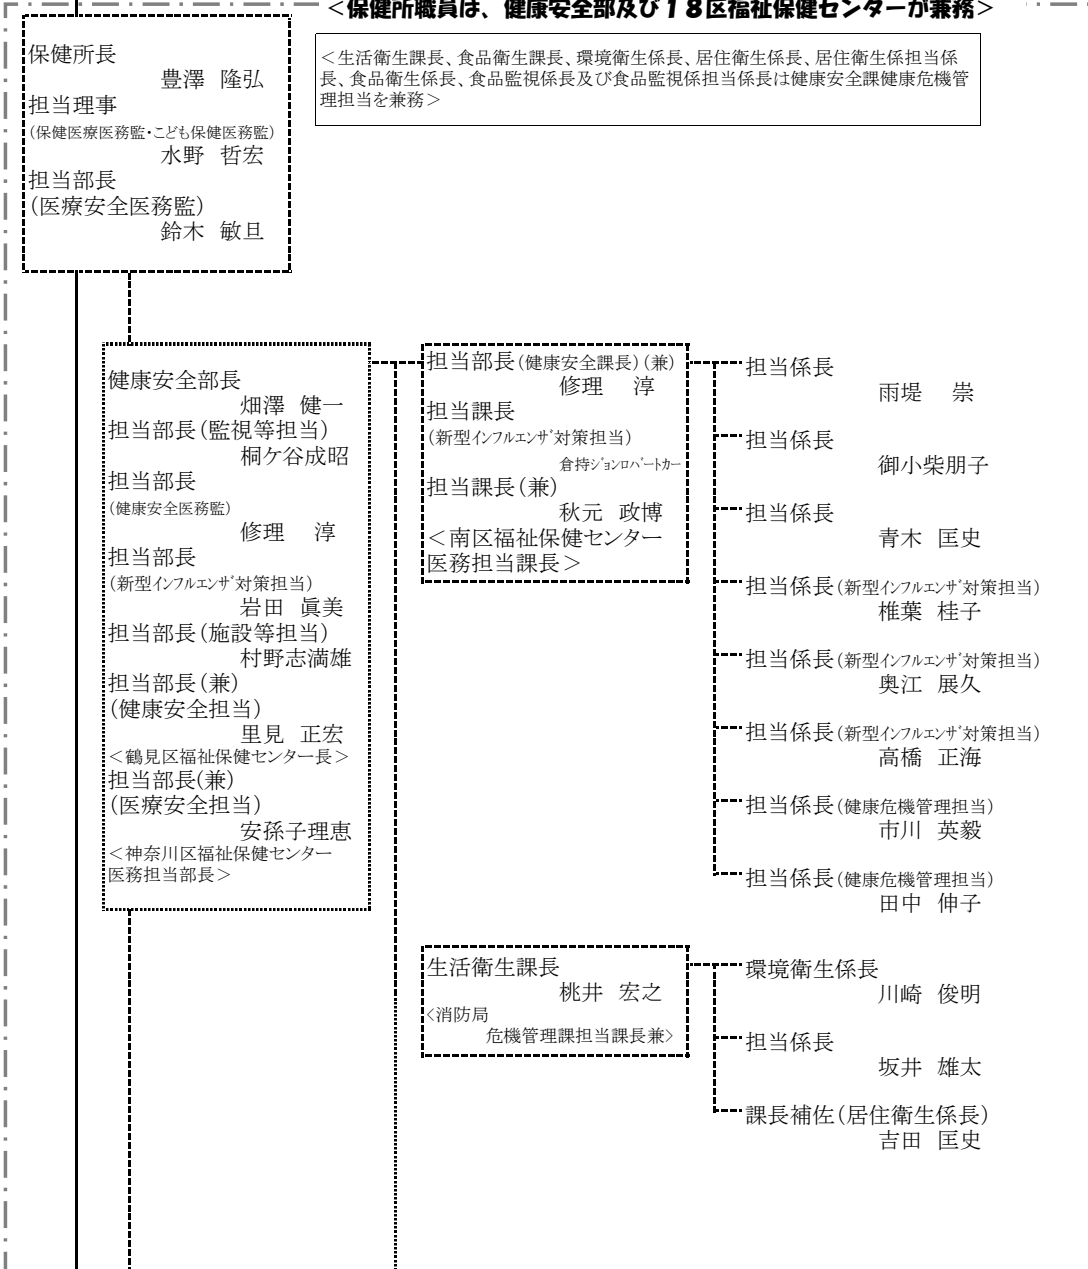 ＜保健所職員は、健康安全部及び１８区福祉保健センターが兼務＞
＜生活衛生課長、食品衛生課長、環境衛生係長、居住衛生係長、居住衛生係担当係
長、食品衛生係長、食品監視係長及び食品監視係担当係長は健康安全課健康危機管
理担当を兼務＞
保健所長
豊澤 隆弘
担当理事
(保健医療医務監・こども保健医務監)
水野 哲宏
担当部長
(医療安全医務監)
鈴木 敏旦
健康安全部長
畑澤 健一
担当部長(監視等担当)
桐ケ谷成昭
担当部長
(健康安全医務監)
修理 淳
担当部長
(新型ｲﾝﾌﾙｴﾝｻﾞ対策担当)
岩田 眞美
担当部長(施設等担当)
村野志満雄
担当部長(兼)
(健康安全担当)
里見 正宏
＜鶴見区福祉保健センター長＞
担当部長(兼)
(医療安全担当)
安孫子理恵
＜神奈川区福祉保健センター
医務担当部長＞
担当部長(健康安全課長)(兼)
修理 淳
担当課長
(新型ｲﾝﾌﾙｴﾝｻﾞ対策担当)
倉持ｼﾞｮﾝﾛﾊﾞｰﾄｶｰ
担当課長(兼)
秋元 政博
＜南区福祉保健センター
医務担当課長＞
担当係長
雨堤 崇
担当係長
御小柴朋子
担当係長
青木 匡史
担当係長(新型ｲﾝﾌﾙｴﾝｻﾞ対策担当)
椎葉 桂子
担当係長(新型ｲﾝﾌﾙｴﾝｻﾞ対策担当)
奥江 展久
担当係長(新型ｲﾝﾌﾙｴﾝｻﾞ対策担当)
高橋 正海
担当係長(健康危機管理担当)
市川 英毅
担当係長(健康危機管理担当)
田中 伸子
生活衛生課長
桃井 宏之
<消防局
危機管理課担当課長兼>
環境衛生係長
川崎 俊明
担当係長
坂井 雄太
課長補佐(居住衛生係長)
吉田 匡史